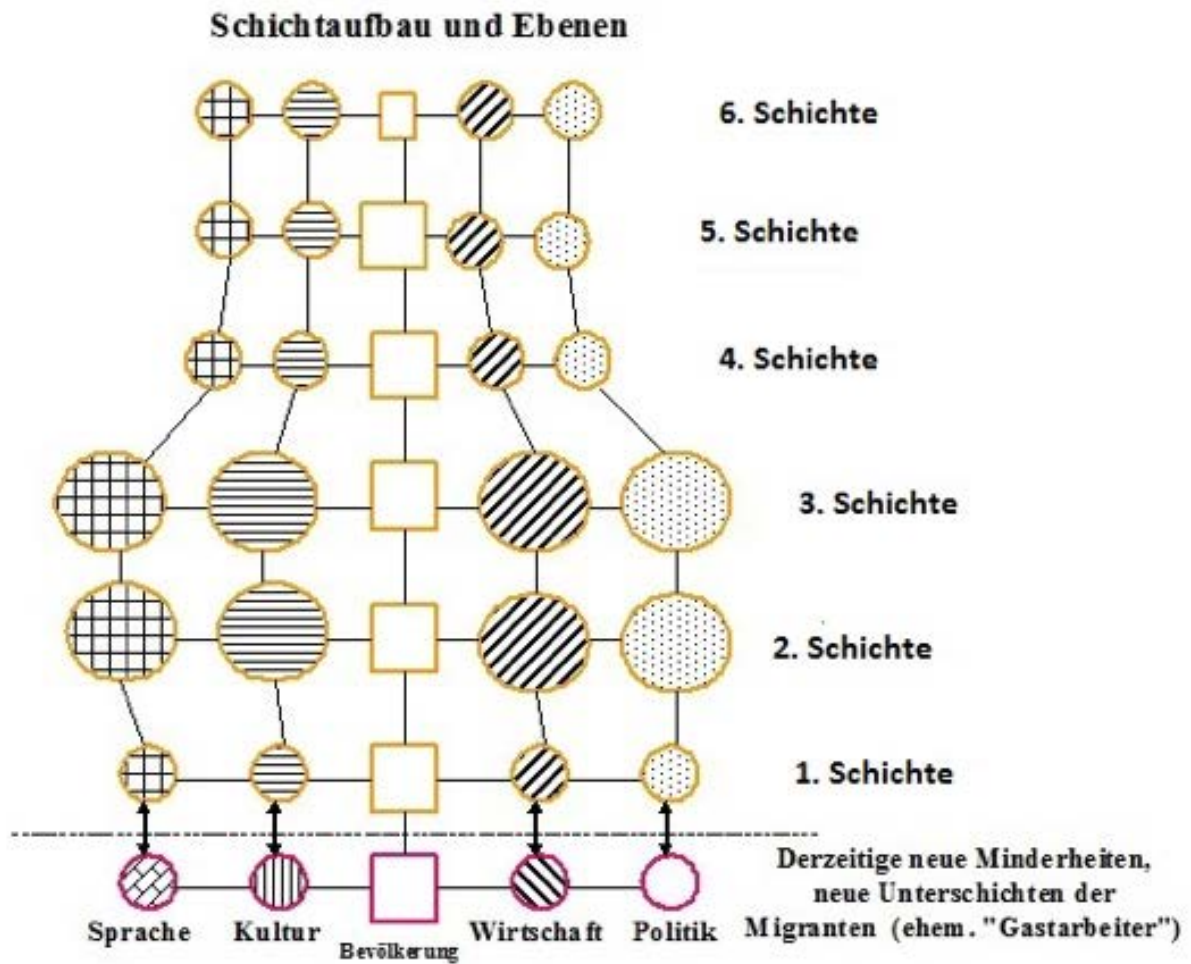 Schichtaufbau und Ebenen
6. Schichte
5. Schichte
4. Schichte
3. Schichte
2. Schichte
1. Schichte
Derzeitige neue Minderheiten,
neue Unterschichten der
Migranten (ehem. "Gastarbeiter")
Sprache Kultur Bevölkerung Wirtschaft Politik